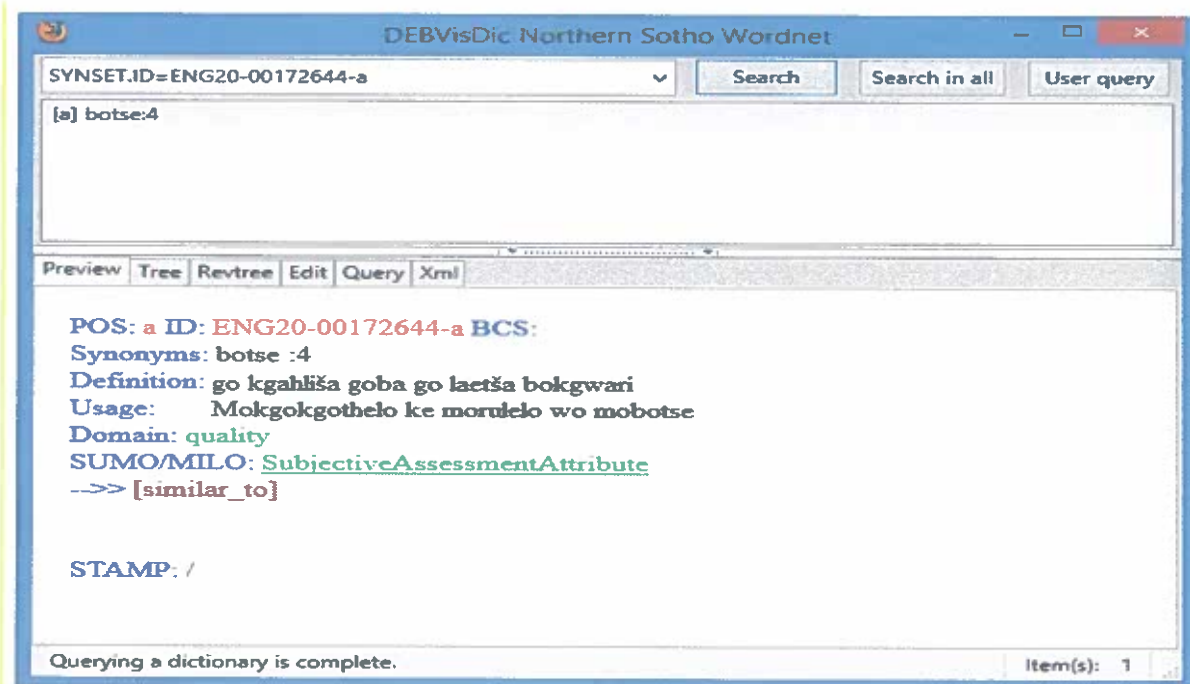 DEBVisDic Northern Sotho Wordnet
SYNSET.ID=ENG20-00172644-a Search Search in all User query
[a] botse:4
Preview Tree Revtree Edit Query Xml
POS: a ID: ENG20-00172644-a BCS:
Synonyms: botse :4
Definition: go kgahliša goba go laetša bokgwari
Usage: Mokgokgothelo ke morulelo wo mobotse
Domain: quality
SUMO/MILO: SubjectiveAssessmentAttribute
-->> [similar_to]
STAMP: /
Querying a dictionary is complete. Item(s): 1